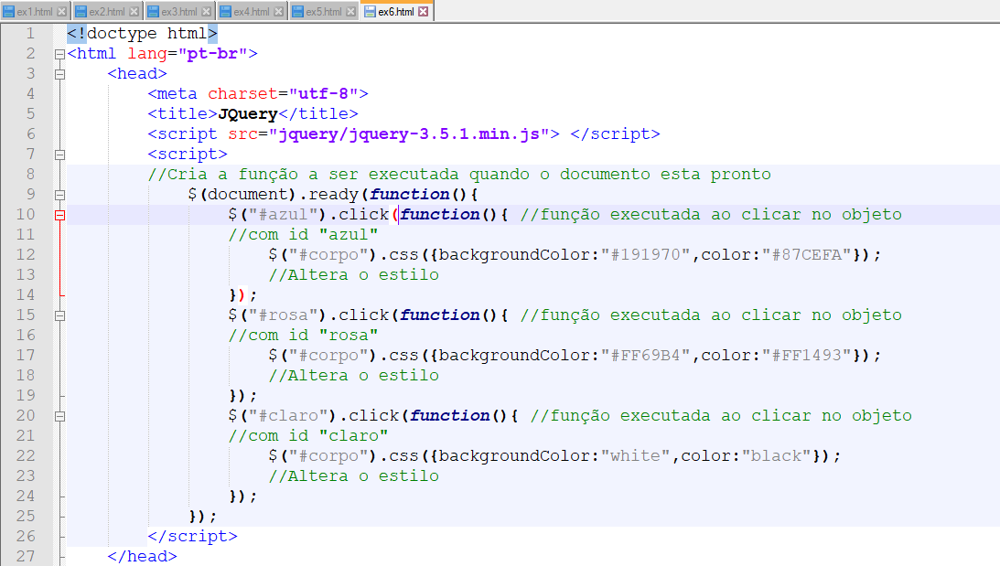 ex1.html ex2.html ex3.html ex4.html ex5.html ex6.html
1 <!doctype html>
2 <html lang="pt-br">
3 <head>
4 <meta charset="utf-8">
5 <title>JQuery</title>
6 <script src="jquery/jquery-3.5.1.min.js"> </script>
7 <script>
8 //Cria a função a ser executada quando o documento esta pronto
9 $(document).ready(function(){
10 $("#azul").click(function(){ //função executada ao clicar no objeto
11 //com id "azul"
12 $("#corpo").css({backgroundColor:"#191970",color:"#87CEFA"});
13 //Altera o estilo
14 });
15 $("#rosa").click(function(){ //função executada ao clicar no objeto
16 //com id "rosa"
17 $("#corpo").css({backgroundColor:"#FF69B4",color:"#FF1493"});
18 //Altera o estilo
19 });
20 $("#claro").click(function(){ //função executada ao clicar no objeto
21 //com id "claro"
22 $("#corpo").css({backgroundColor:"white",color:"black"});
23 //Altera o estilo
24 });
25 });
26 </script>
27 </head>